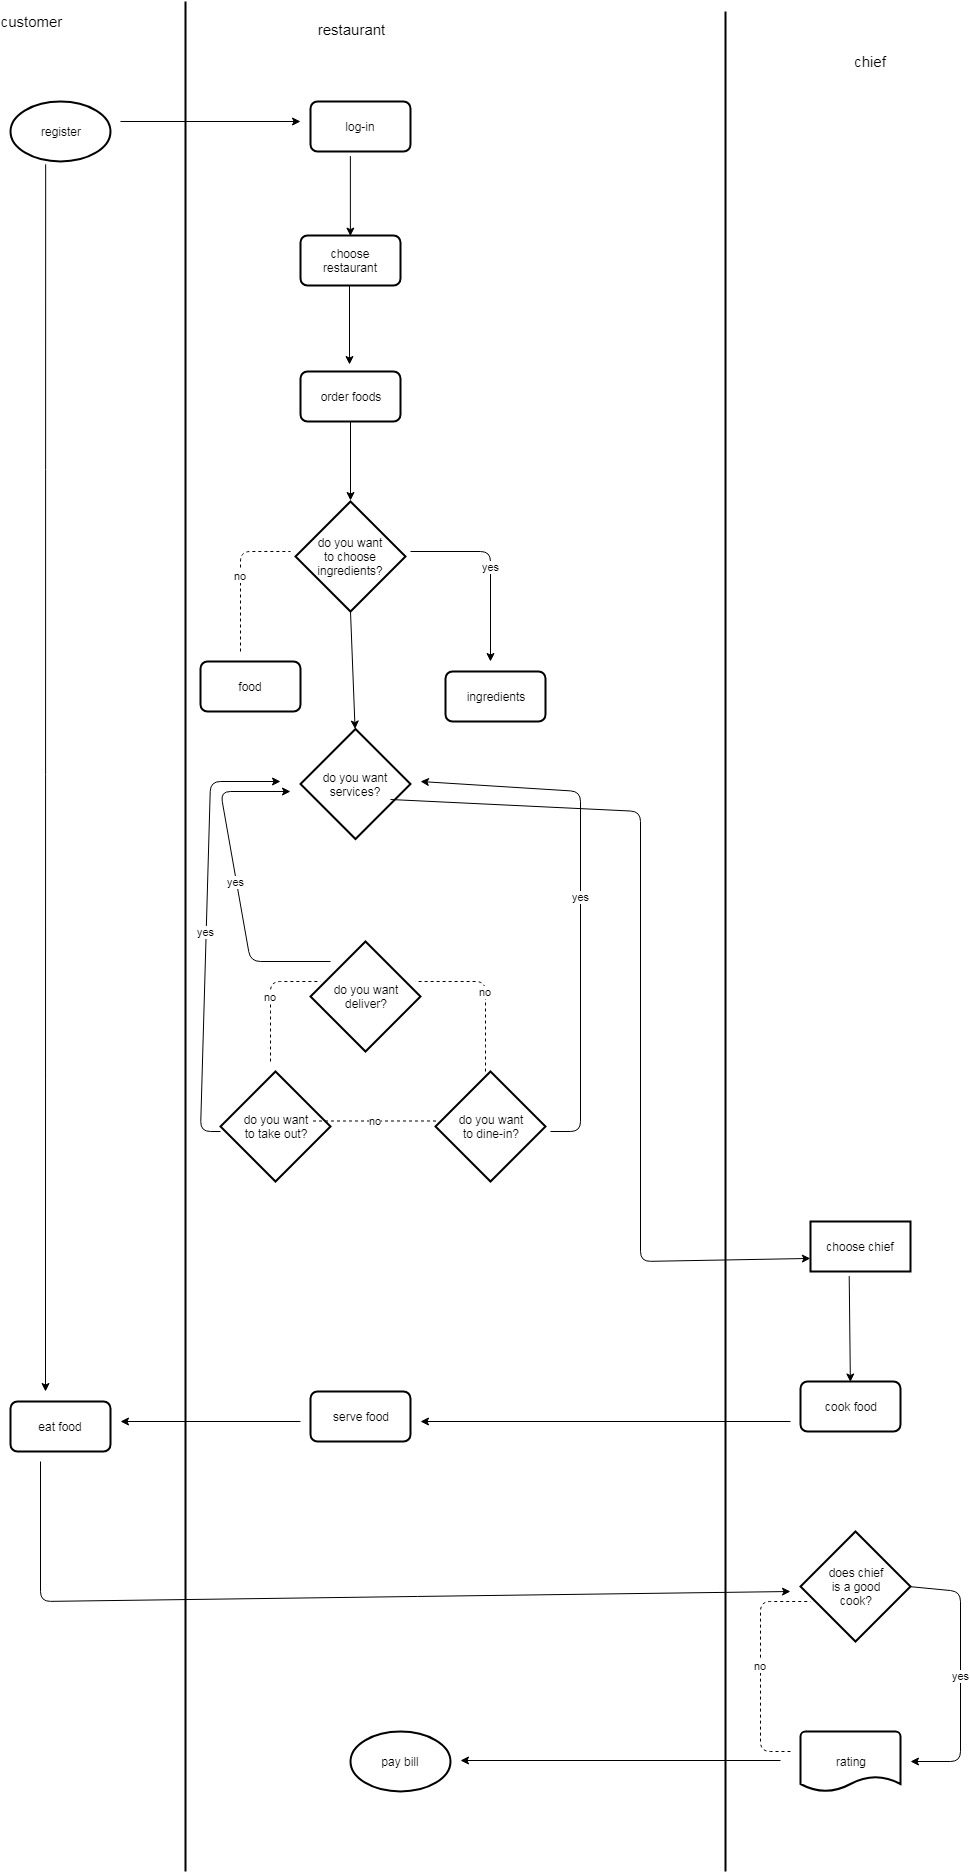 customer
restaurant
chief
register
log-in
choose
restaurant
order foods
do you want
to choose
ingredients?
no
yes
food
ingredients
do you want
services?
yes
yes
yes
do you want
deliver?
no
no
do you want
to take out?
no
do you want
to dine-in?
choose chief
eat food
serve food
cook food
does chief
is a good
cook?
no
yes
pay bill
rating